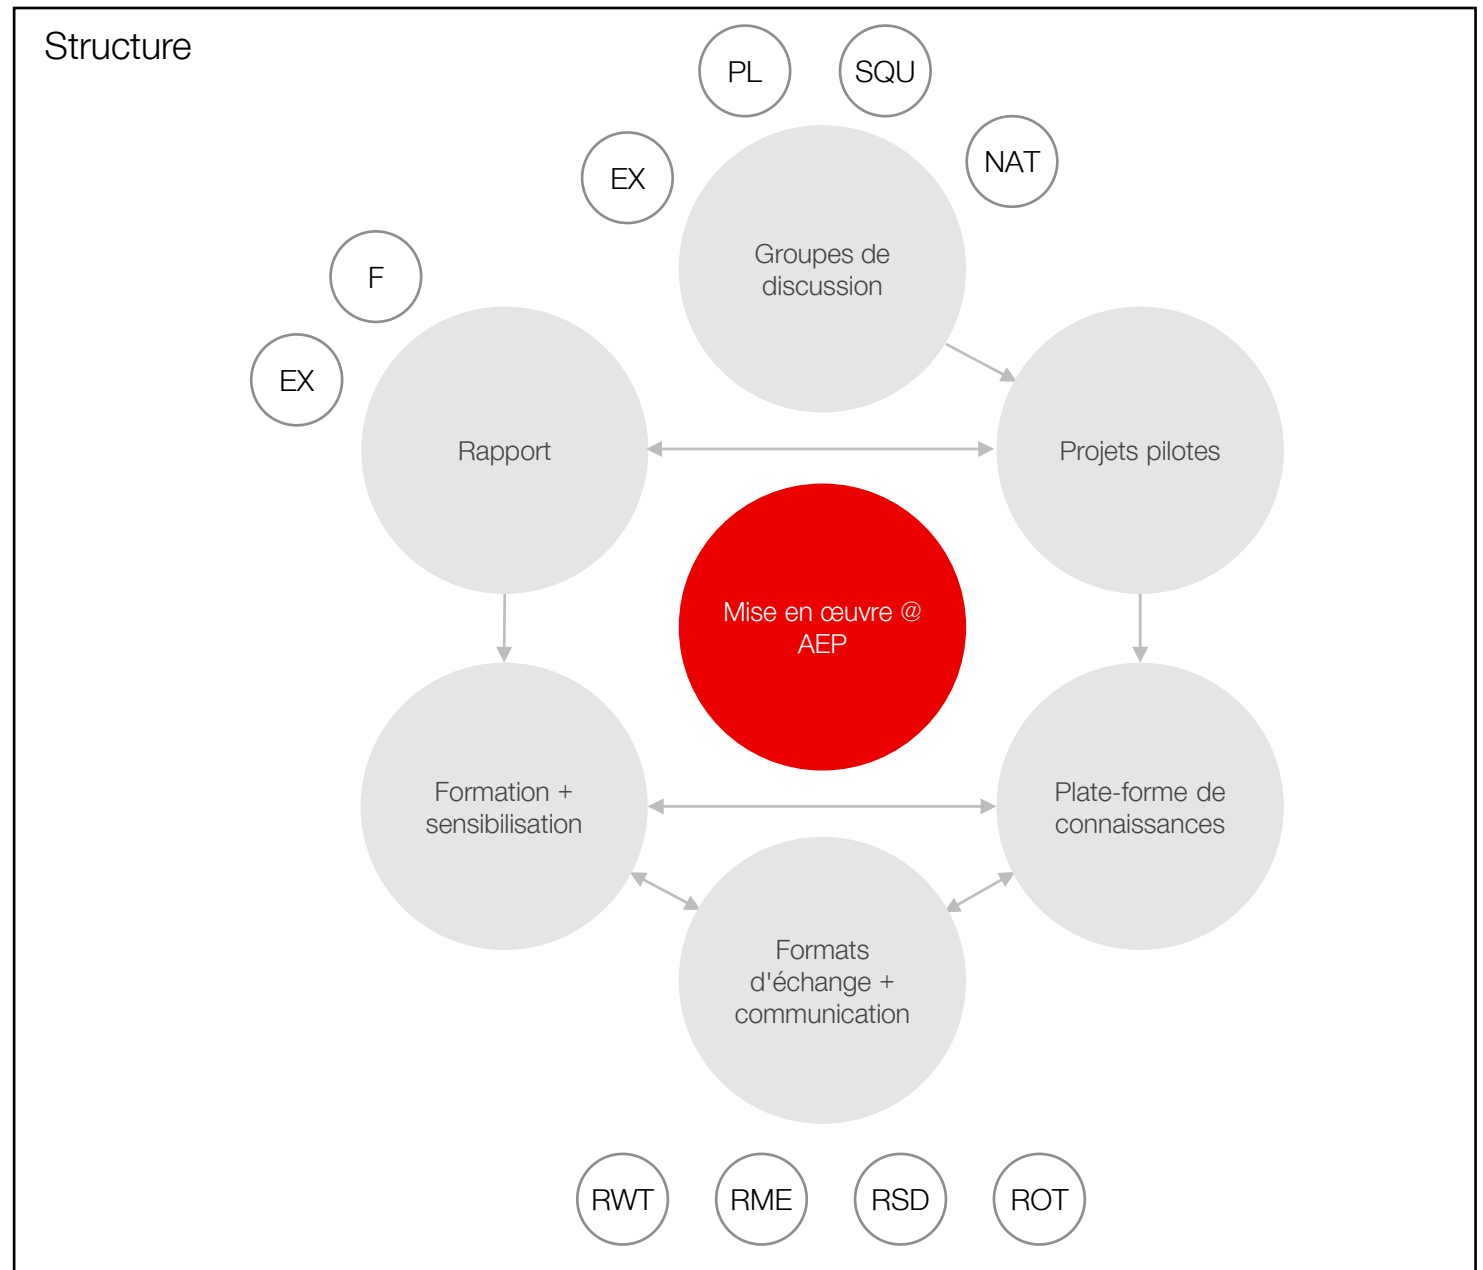 Structure
PL
SQU
NAT
EX
Groupes de
discussion
F
EX
Rapport
Projets pilotes
Mise en œuvre @
AEP
Formation +
sensibilisation
Plate-forme de
connaissances
Formats
d'échange +
communication
RWT
RME
RSD
ROT